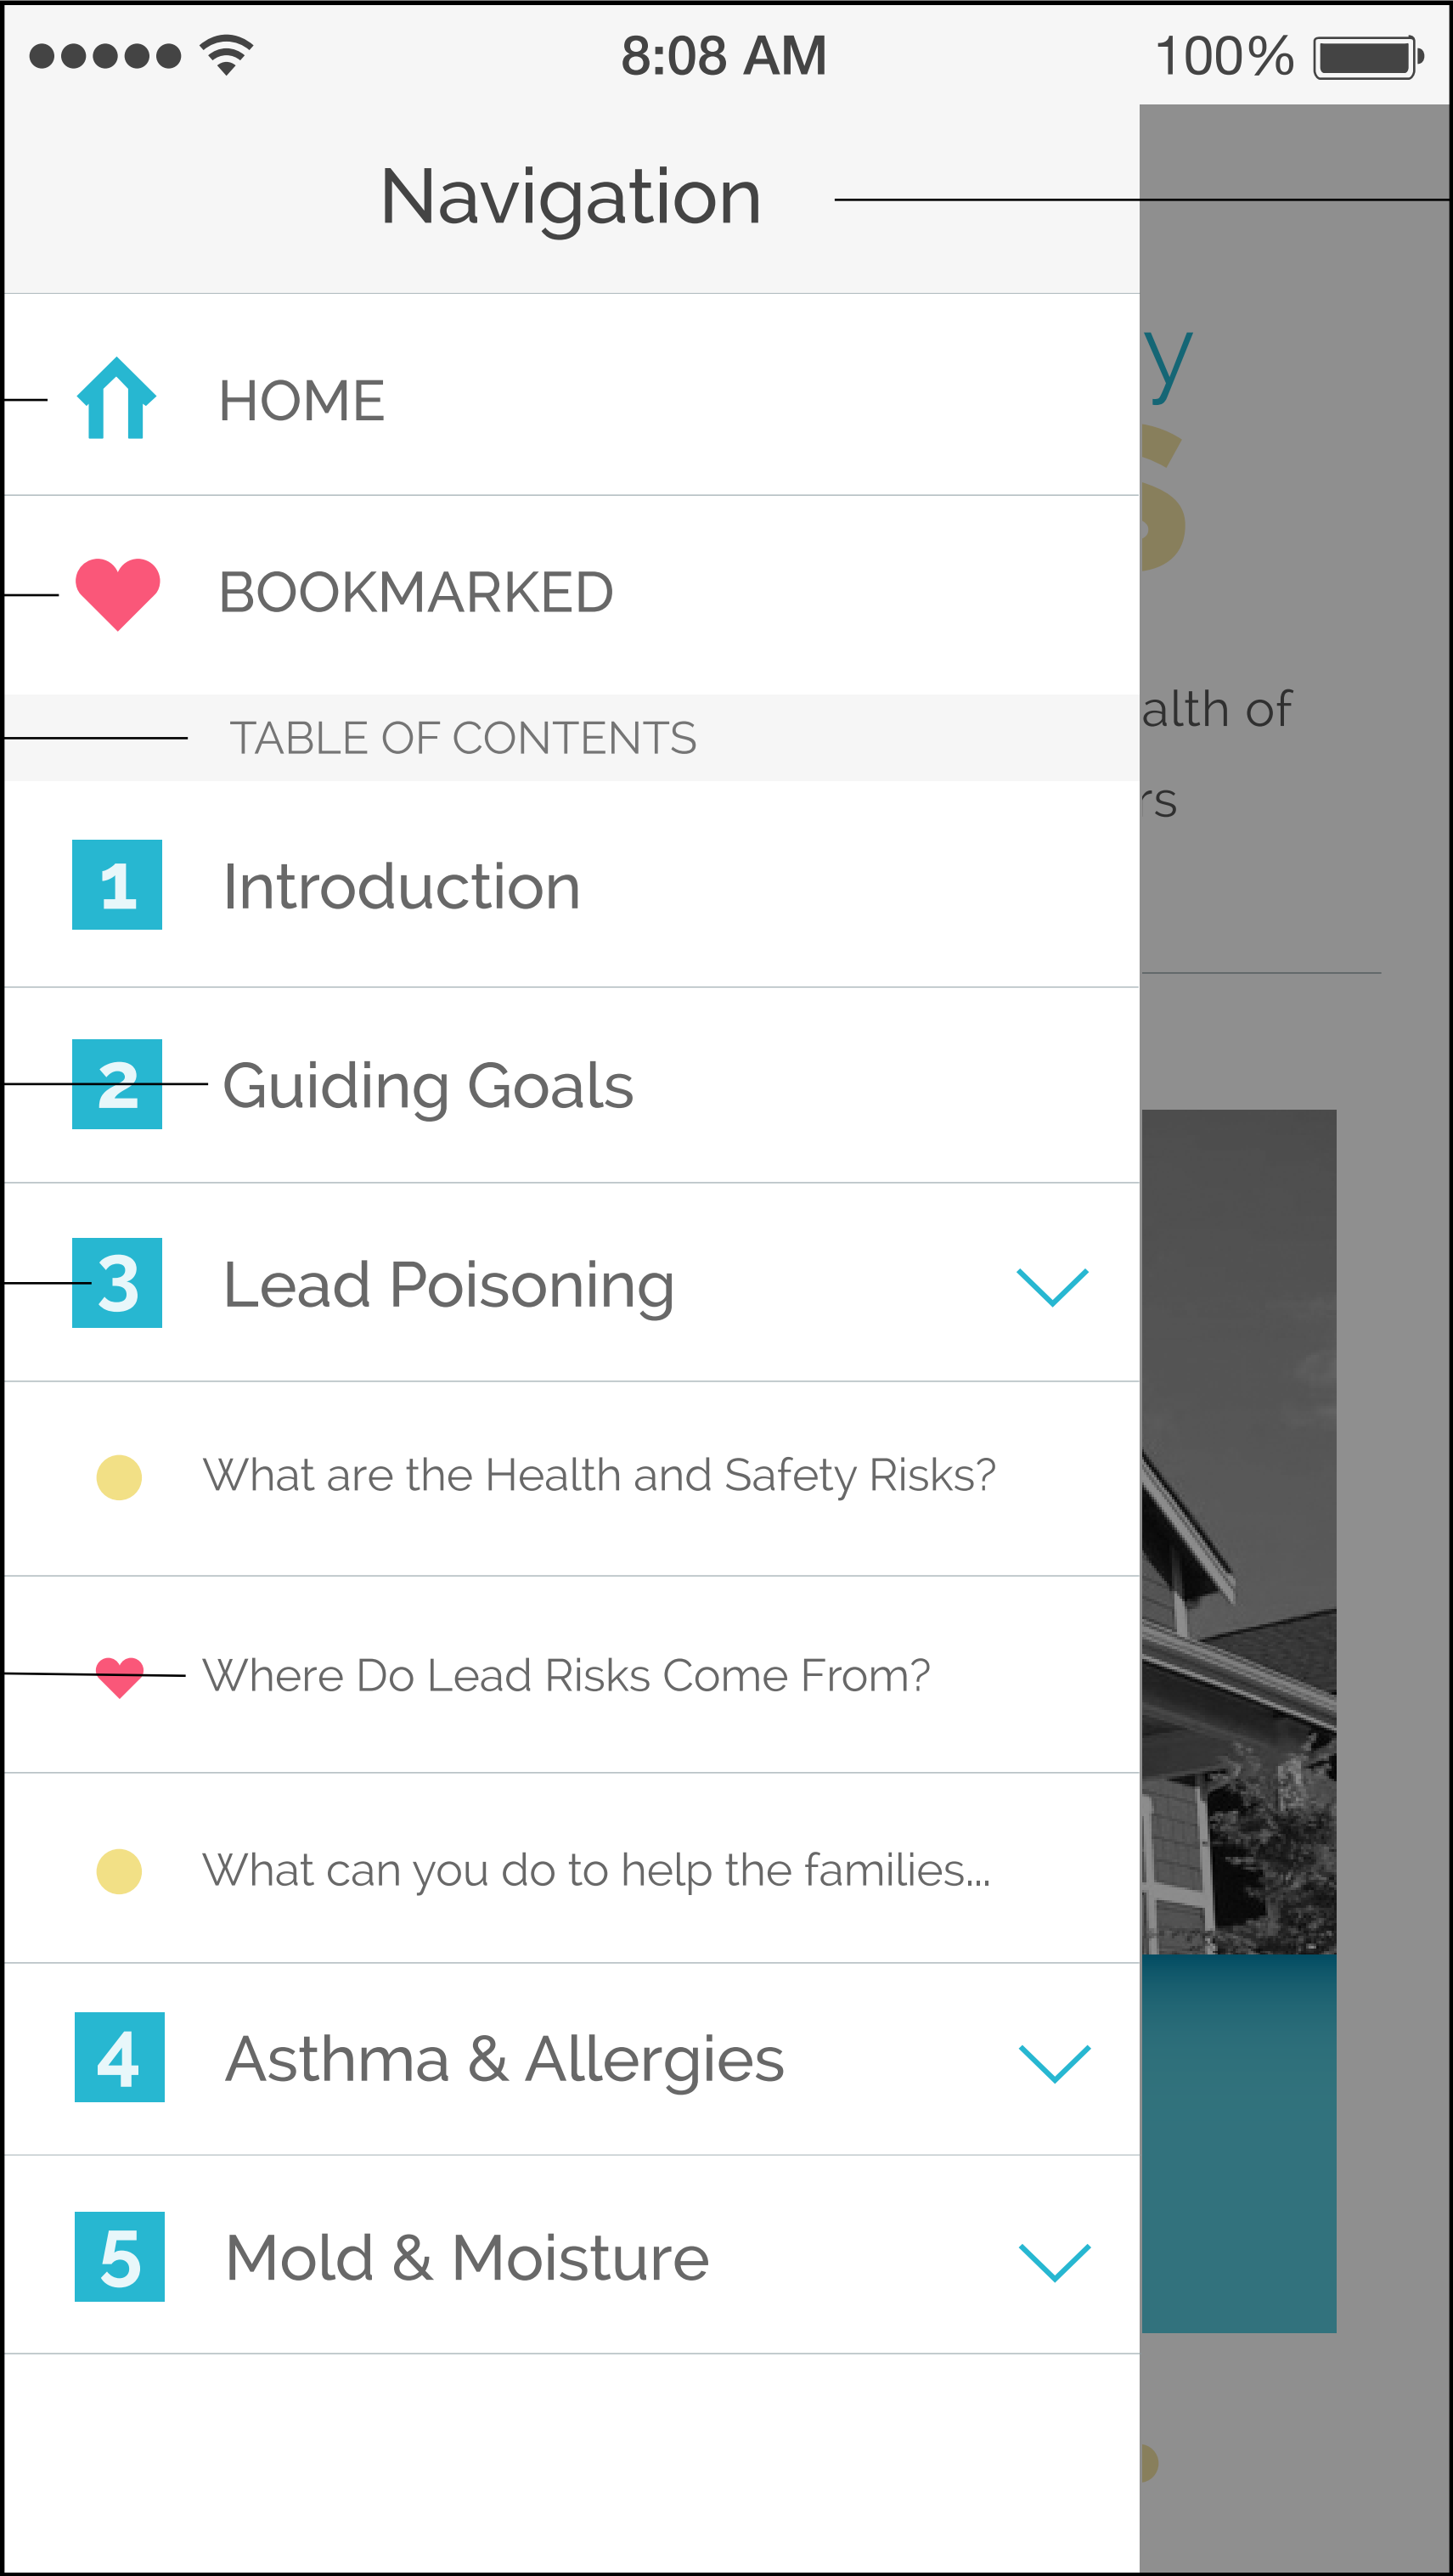 8:08 AM
100%
Navigation
HOME
BOOKMARKED
TABLE OF CONTENTS
1 Introduction
2 Guiding Goals
3 Lead Poisoning
What are the Health and Safety Risks?
Where Do Lead Risks Come From?
What can you do to help the families...
4 Asthma & Allergies
5 Mold & Moisture
y
s
alth of
rs